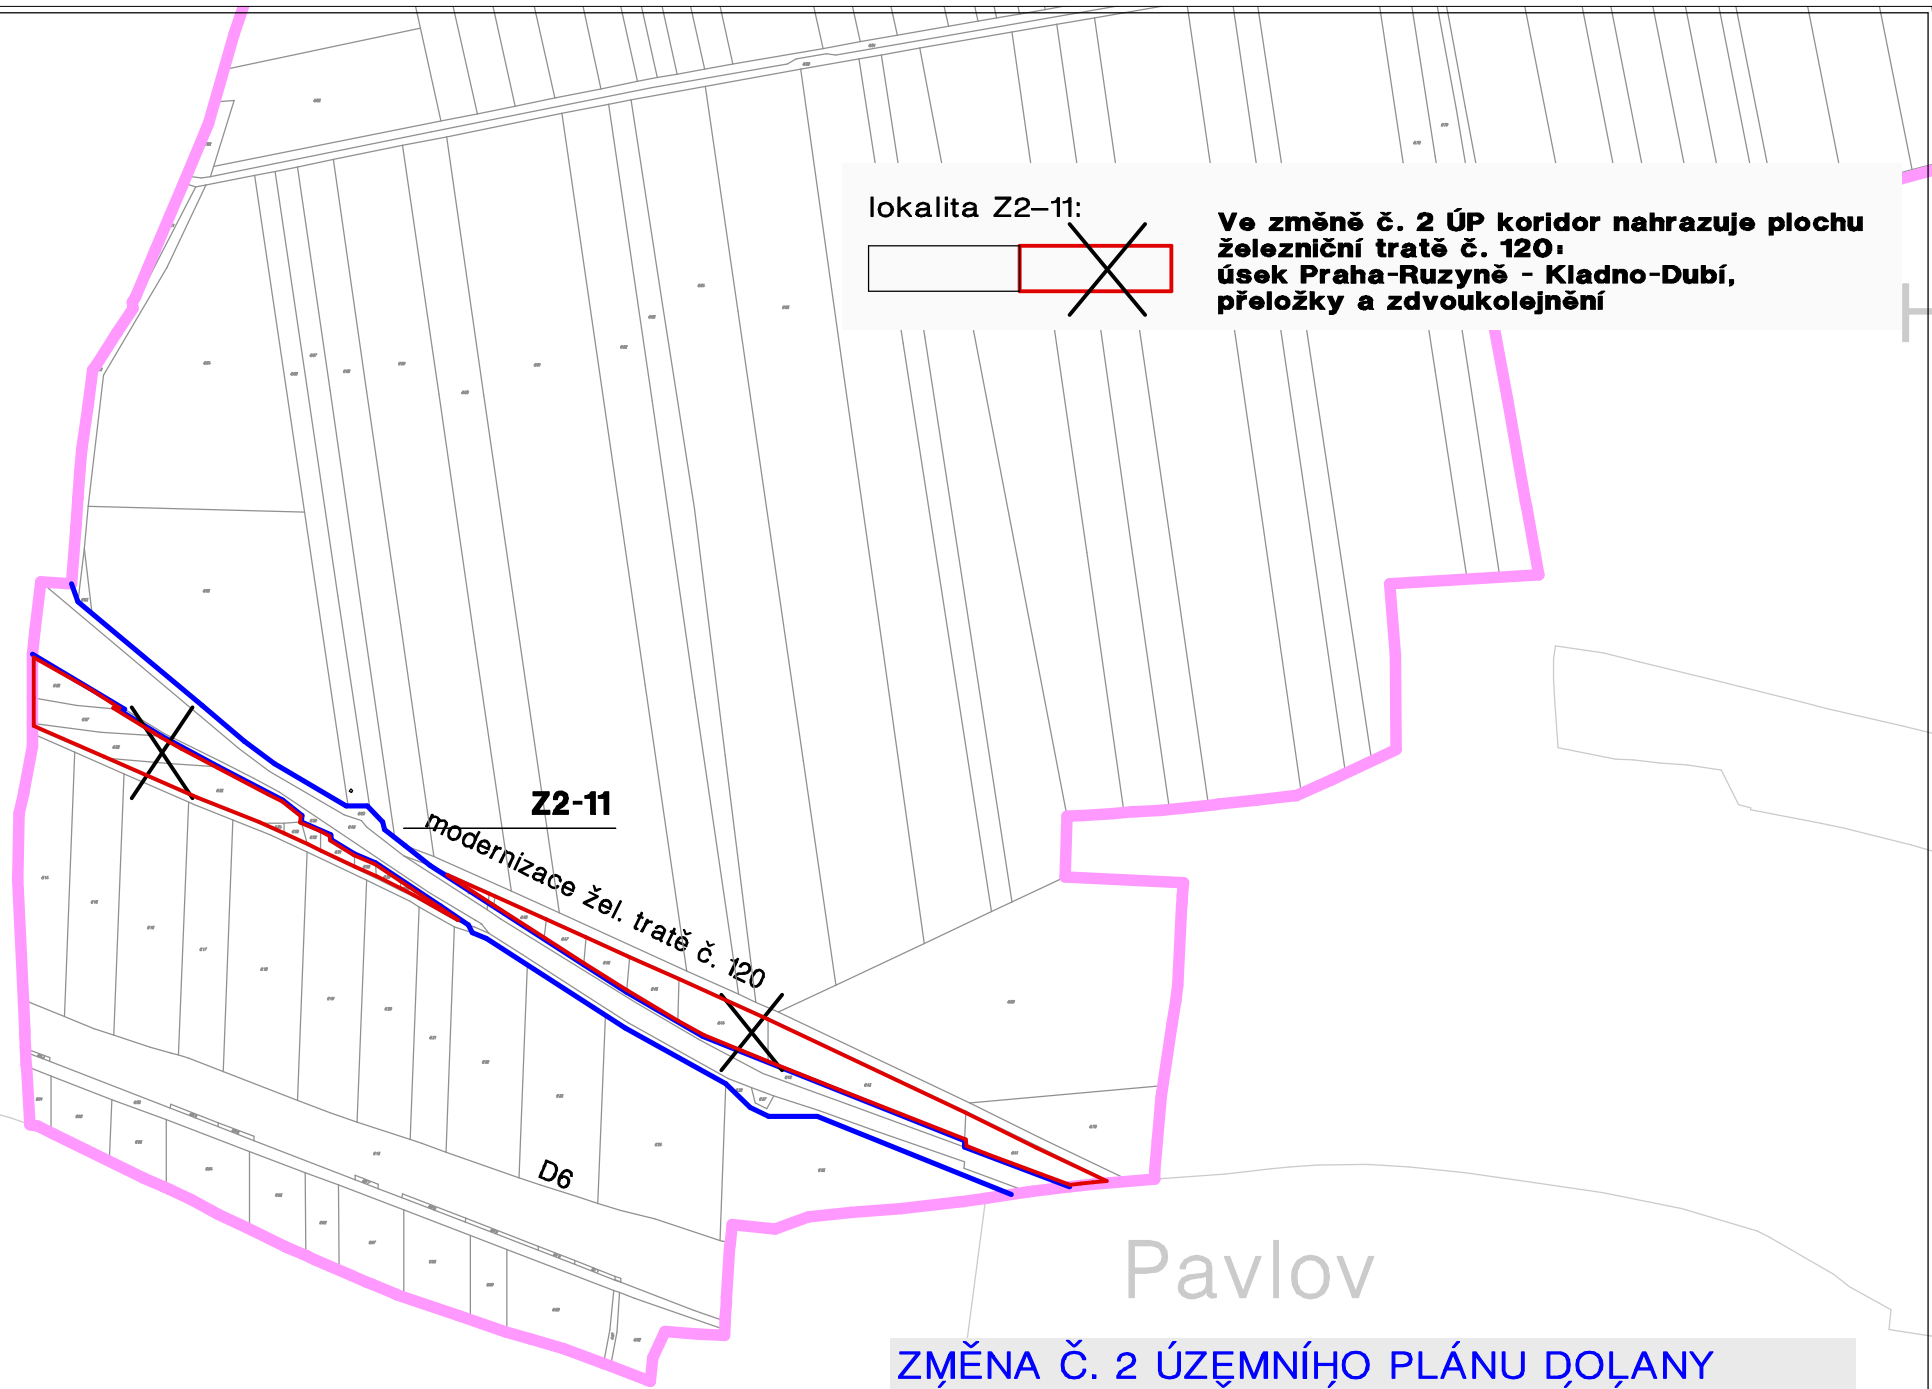 lokalita Z2–11:
Ve změně č. 2 ÚP koridor nahrazuje plochu
železniční tratě č. 120:
úsek Praha-Ruzyně - Kladno-Dubí,
přeložky a zdvoukolejnění
H
Z2-11
modernizace žel. tratě č. 120
D6
Pavlov
ZMĚNA Č. 2 ÚZEMNÍHO PLÁNU DOLANY